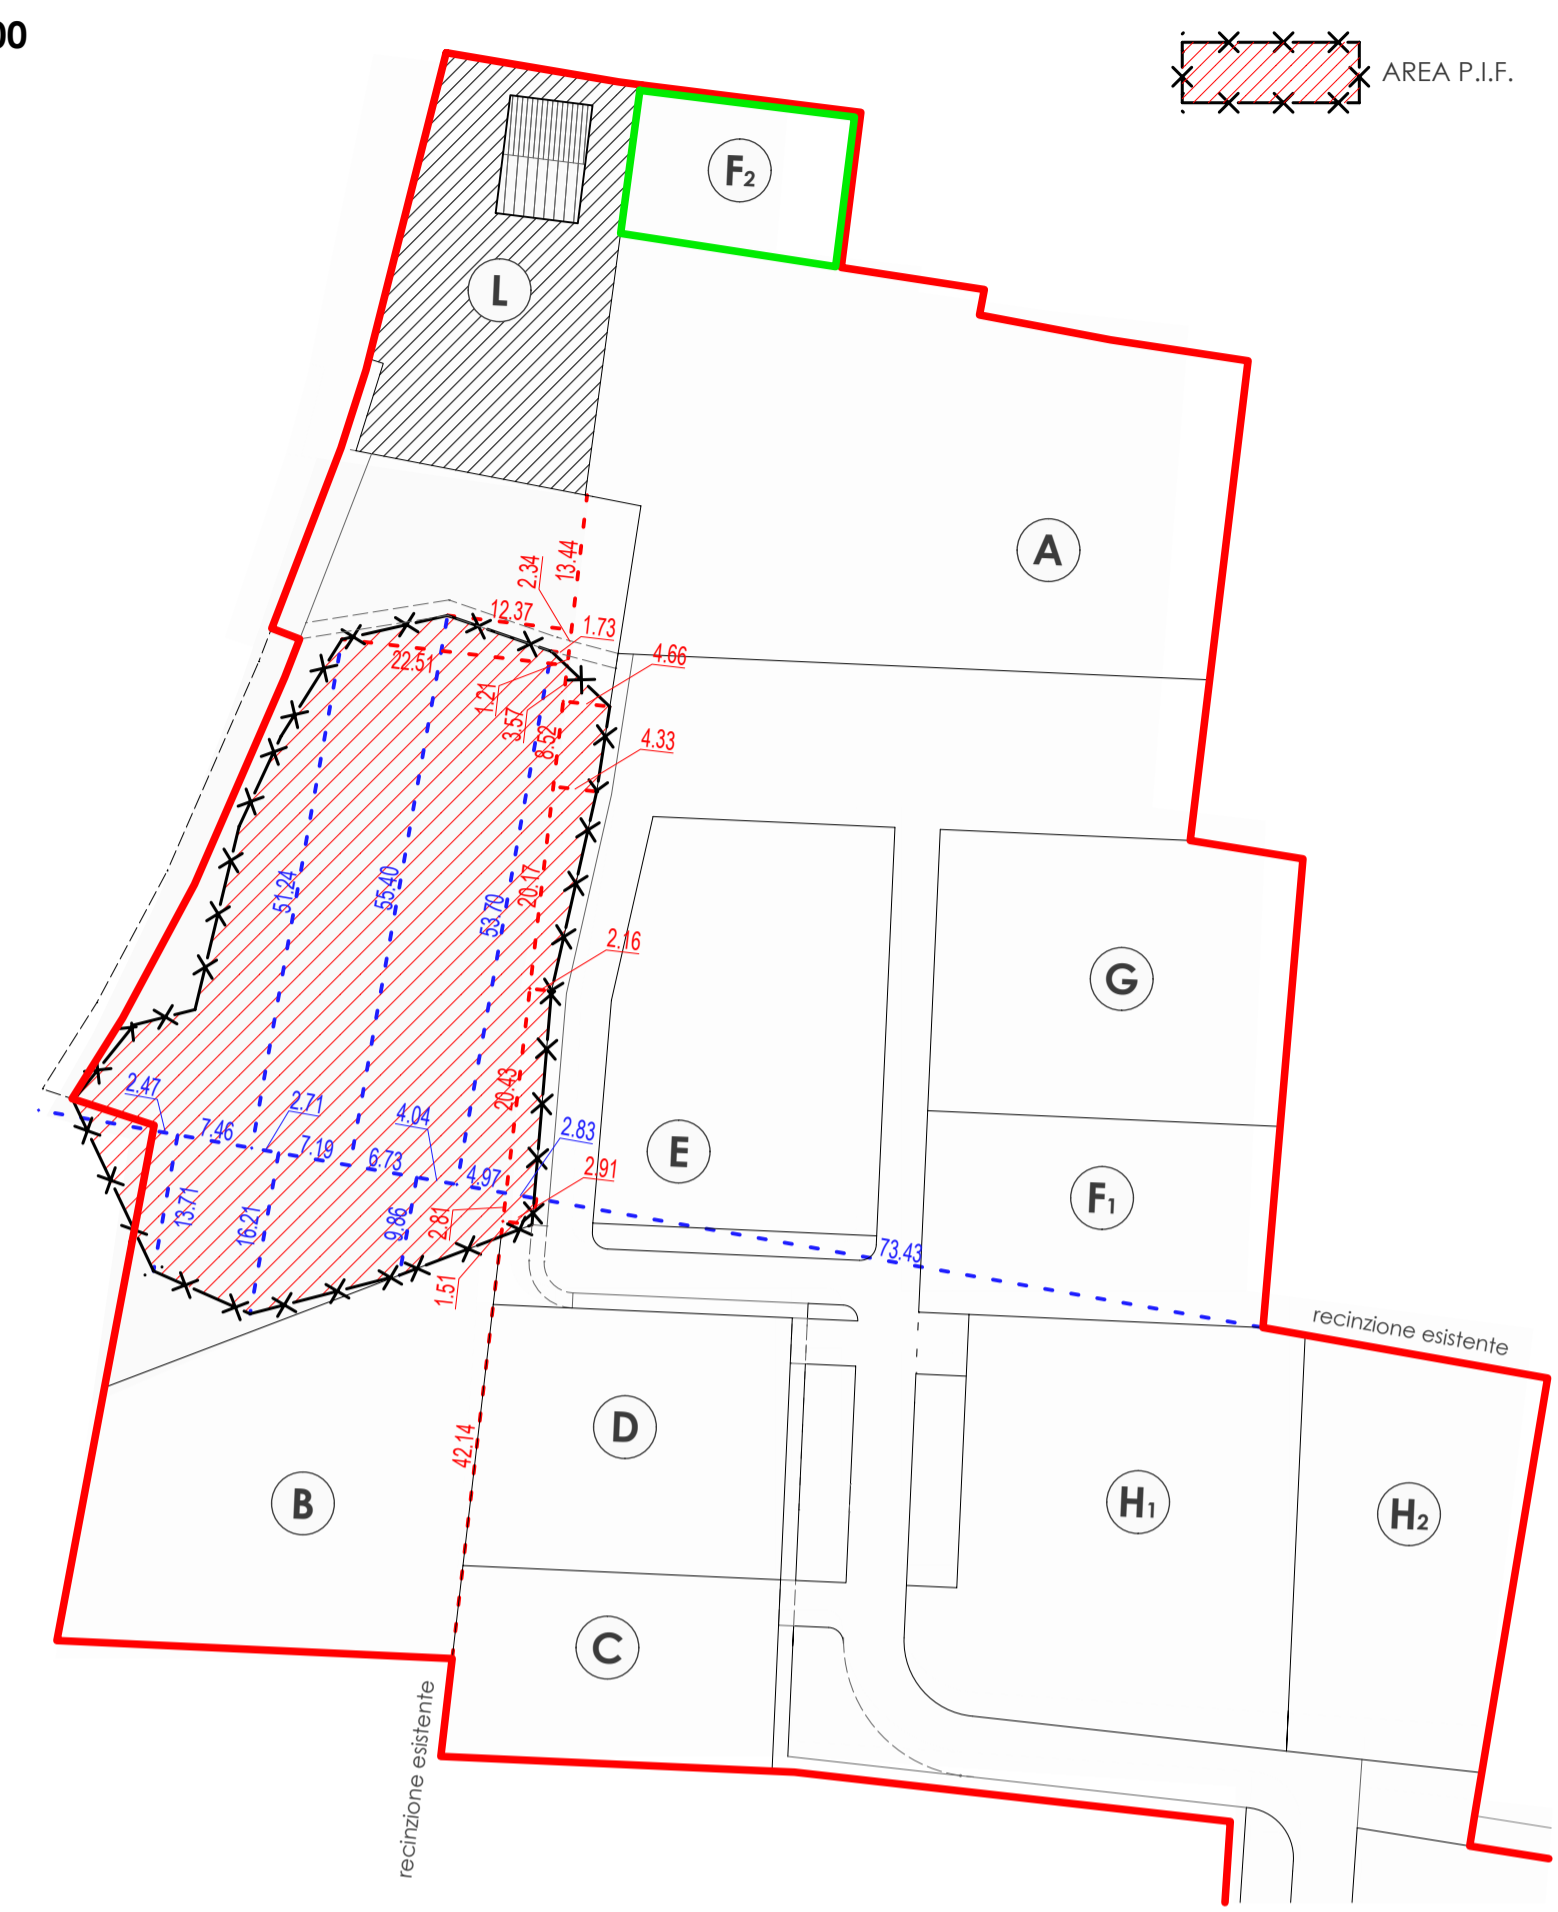 00
AREA P.I.F.
F2
L
A
13.44
2.34
12.37
1.73
22.51
4.66
1.21
3.57
8.52
4.33
51.24
55.40
53.70
20.17
2.16
G
20.43
2.47
7.46
2.71
7.19
4.04
6.73
4.97
2.83
2.91
E
F1
13.71
16.21
9.86
2.81
1.51
73.43
recinzione esistente
42.14
D
B
H1
H2
C
recinzione esistente